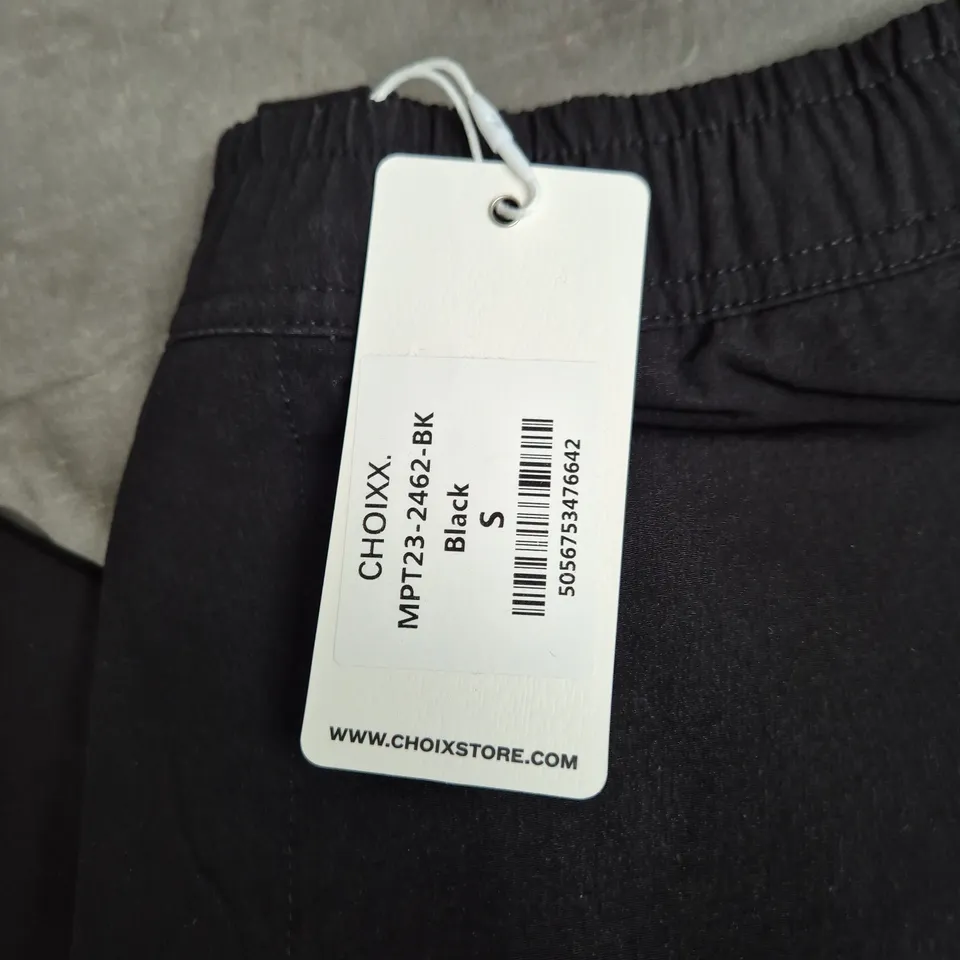 CHOIXX.
MPT23-2462-BK
Black
S
5056753476642
WWW.CHOIXSTORE.COM